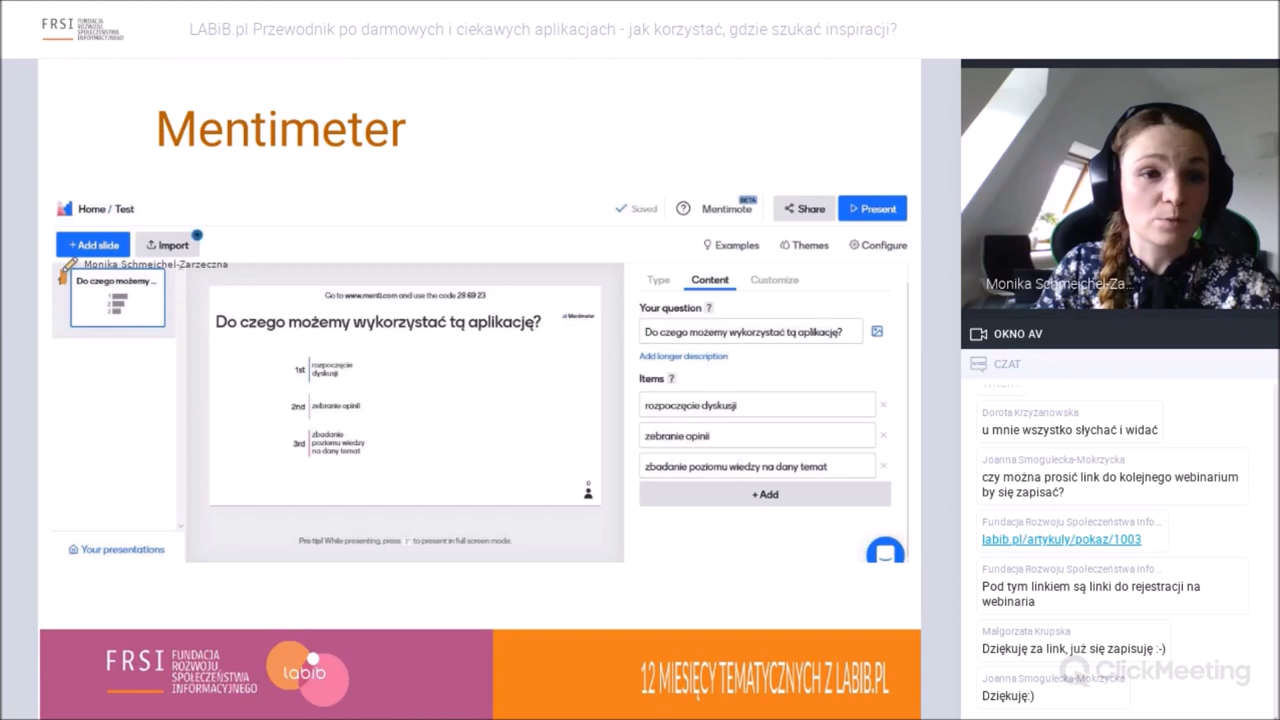 FRSI FUNDACJA ROZWOJU SPOŁECZEŃSTWA INFORMACYJNEGO
LABiB.pl Przewodnik po darmowych i ciekawych aplikacjach - jak korzystać, gdzie szukać inspiracji?
Mentimeter
Home / Test
Saved
?
Mentimote
BETA
Share
Present
+ Add slide
Import
Examples
Themes
Configure
Monika Schmeichel-Zarzeczna
Do czego możemy ...
1
2
3
Your presentations
Go to www.menti.com and use the code 28 69 23
Do czego możemy wykorzystać tą aplikację?
Mentimeter
1st
rozpoczęcie
dyskusji
2nd
zebranie opinii
3rd
zbadanie
poziomu wiedzy
na dany temat
0
Pro tip! While presenting, press F to present in full screen mode.
Type
Content
Customize
Your question ?
Do czego możemy wykorzystać tą aplikację?
Add longer description
Items ?
rozpoczęcie dyskusji
zebranie opinii
zbadanie poziomu wiedzy na dany temat
+ Add
FRSI
FUNDACJA
ROZWOJU
SPOŁECZEŃSTWA
INFORMACYJNEGO
labib
12 MIESIĘCY TEMATYCZNYCH Z LABIB.PL
Monika Schmeichel-Za...
OKNO AV
CZAT
Dorota Krzyżanowska
u mnie wszystko słychać i widać
Joanna Smogulecka-Mokrzycka
czy można prosić link do kolejnego webinarium
by się zapisać?
Fundacja Rozwoju Społeczeństwa Info...
labib.pl/artykuly/pokaz/1003
Fundacja Rozwoju Społeczeństwa Info...
Pod tym linkiem są linki do rejestracji na
webinaria
Małgorzata Krupska
Dziękuję za link, już się zapisuję :-)
Joanna Smogulecka-Mokrzycka
Dziękuję:)
ClickMeeting